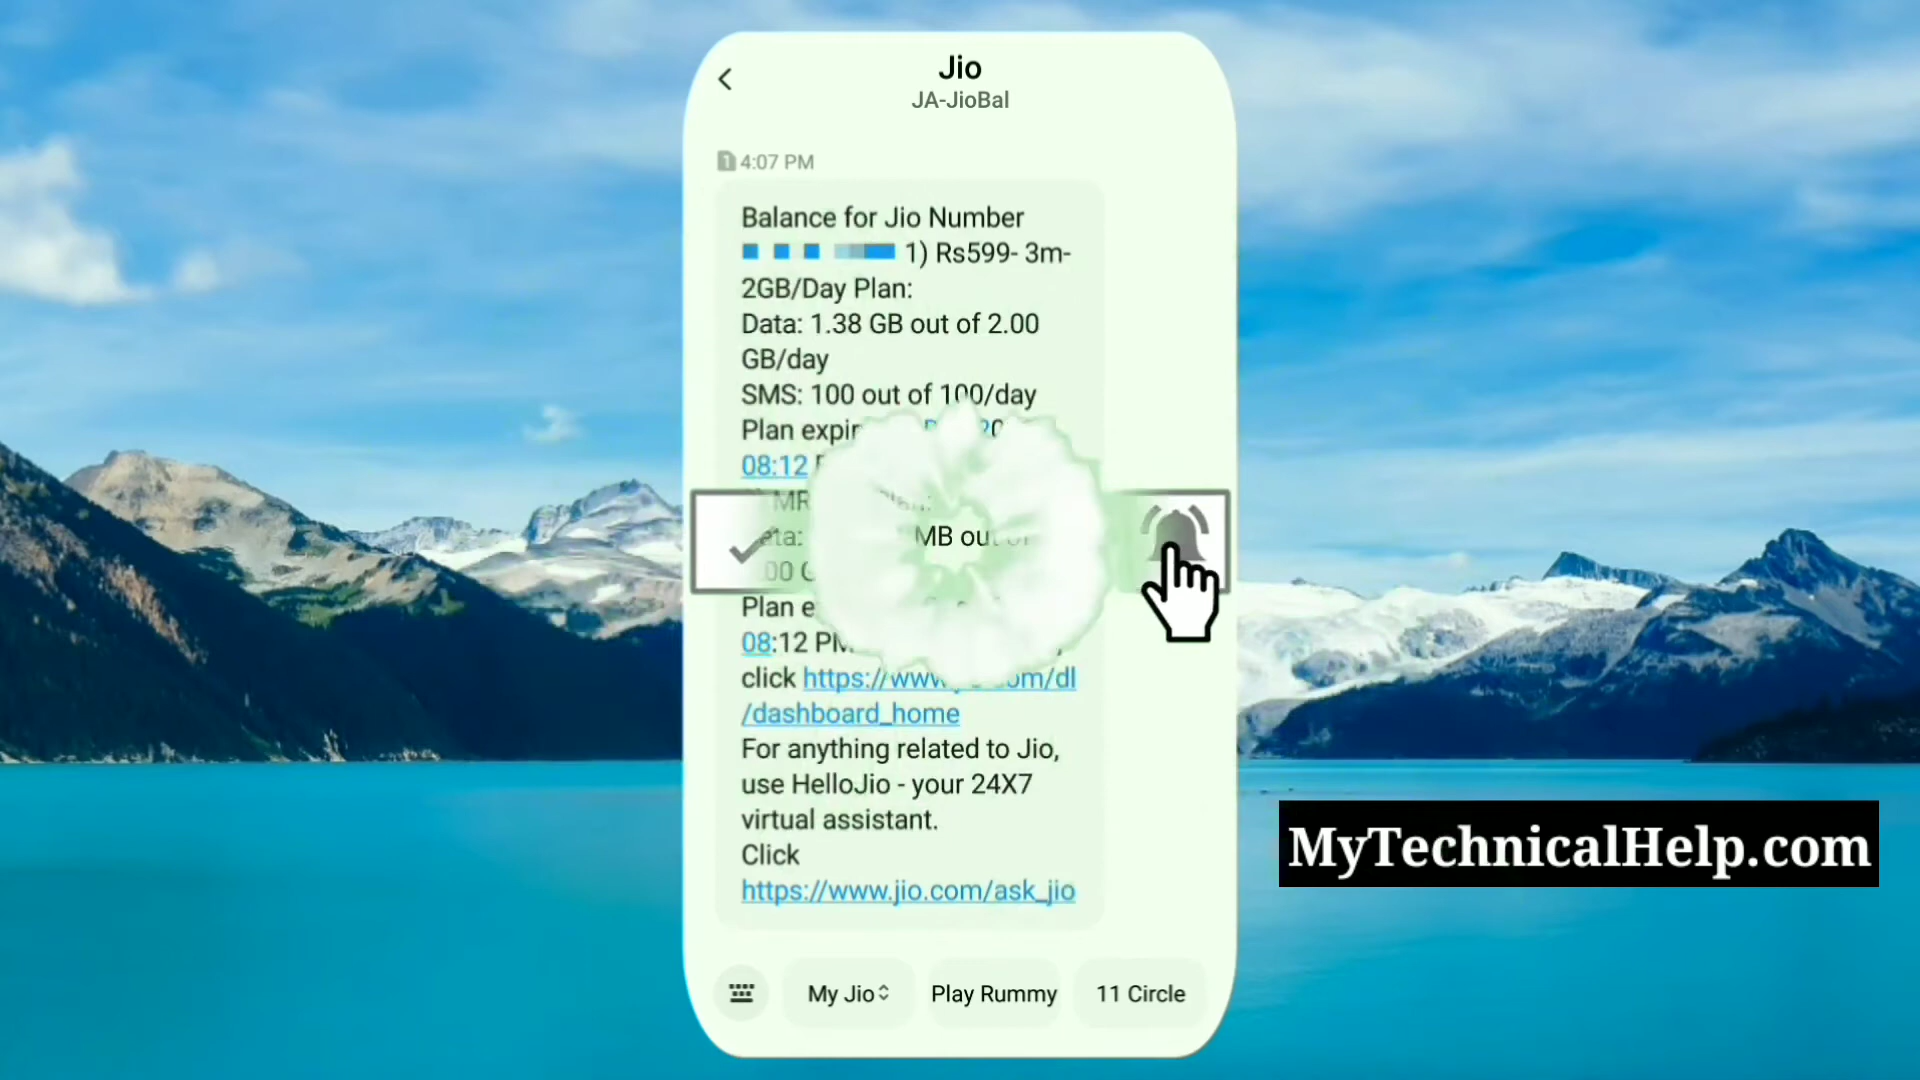 Jio
JA-JioBal
1 4:07 PM
Balance for Jio Number
1) Rs599- 3m-
2GB/Day Plan:
Data: 1.38 GB out of 2.00
GB/day
SMS: 100 out of 100/day
Plan
08:12
MB
Plan
08:12
click https://www.
/dashboard_home
For anything related to Jio,
use HelloJio - your 24X7
virtual assistant.
Click
https://www.jio.com/ask_jio
My Jio
Play Rummy
11 Circle
MyTechnicalHelp.com